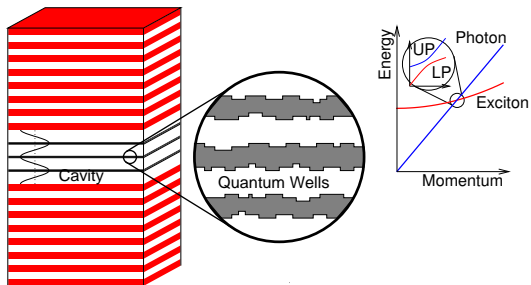 Cavity
Quantum Wells
Energy
UP
LP
Photon
Exciton
Momentum